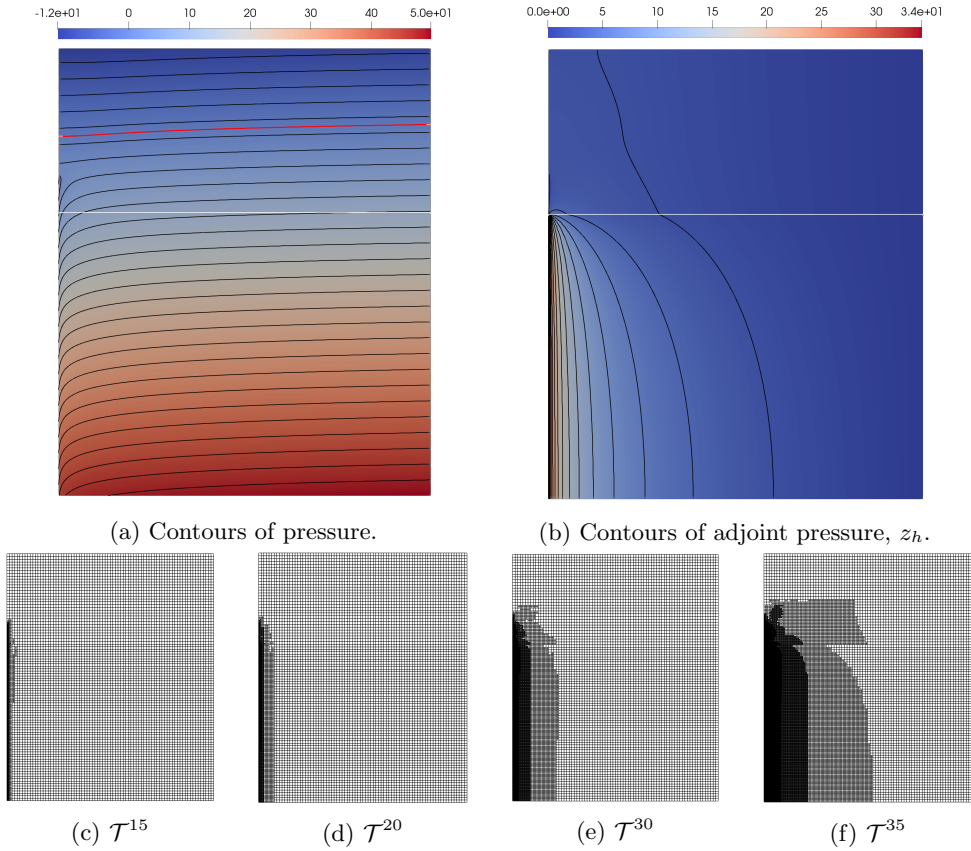 -1.2e+01 0 10 20 30 40 5.0e+01
0.0e+00 5 10 15 20 25 30 3.4e+01
(a) Contours of pressure.
(b) Contours of adjoint pressure, z_h.
(c) 𝒯^15
(d) 𝒯^20
(e) 𝒯^30
(f) 𝒯^35